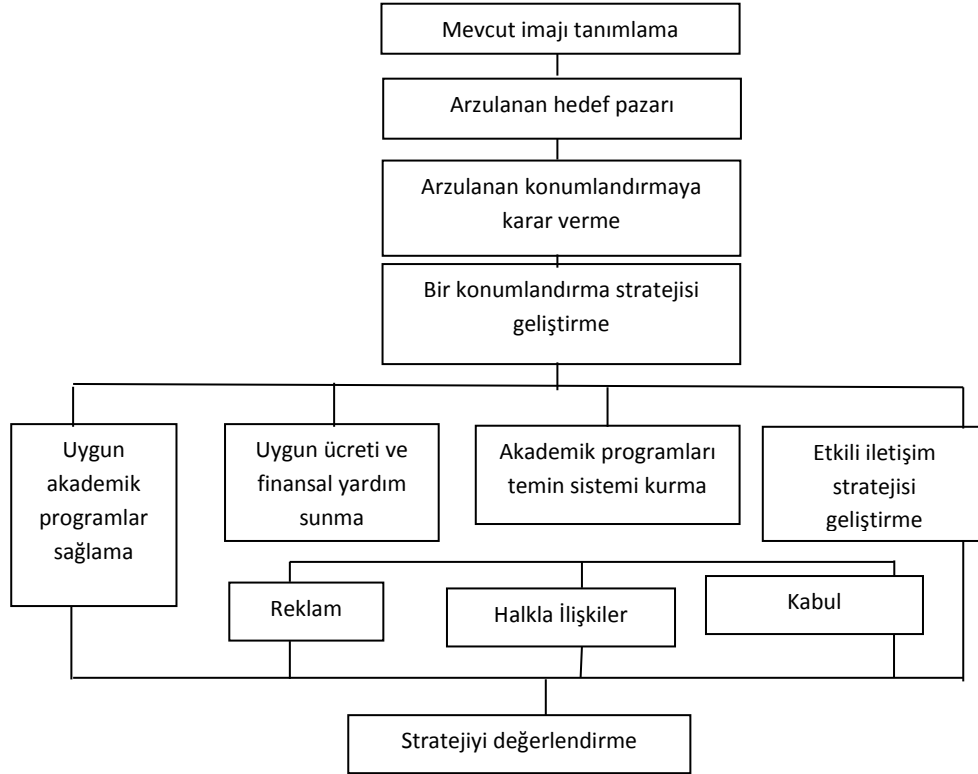 Mevcut imajı tanımlama
Arzulanan hedef pazarı
Arzulanan konumlandırmaya
karar verme
Bir konumlandırma stratejisi
geliştirme
Uygun
akademik
programlar
sağlama
Uygun ücreti ve
finansal yardım
sunma
Akademik programları
temin sistemi kurma
Etkili iletişim
stratejisi
geliştirme
Reklam
Halkla İlişkiler
Kabul
Stratejiyi değerlendirme